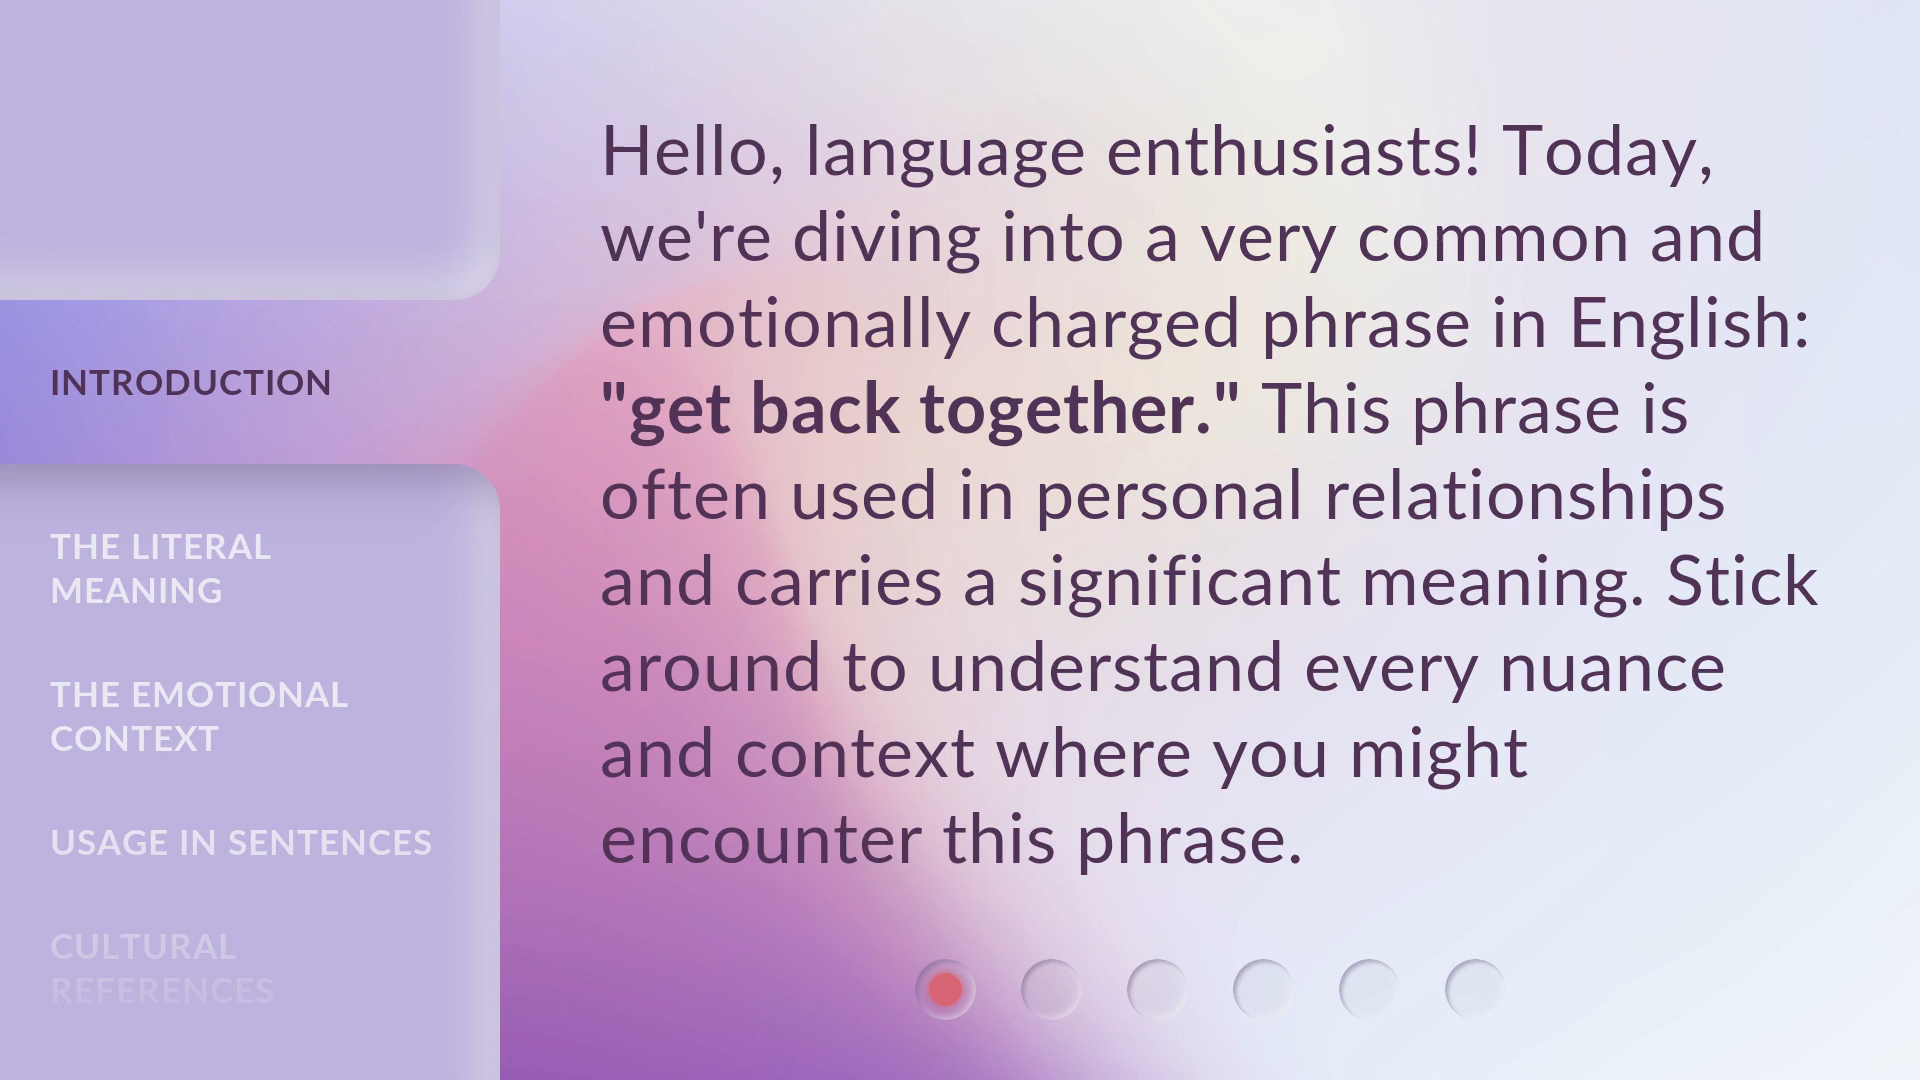 INTRODUCTION
THE LITERAL
MEANING
THE EMOTIONAL
CONTEXT
USAGE IN SENTENCES
CULTURAL
REFERENCES
Hello, language enthusiasts! Today,
we're diving into a very common and
emotionally charged phrase in English:
"get back together." This phrase is
often used in personal relationships
and carries a significant meaning. Stick
around to understand every nuance
and context where you might
encounter this phrase.